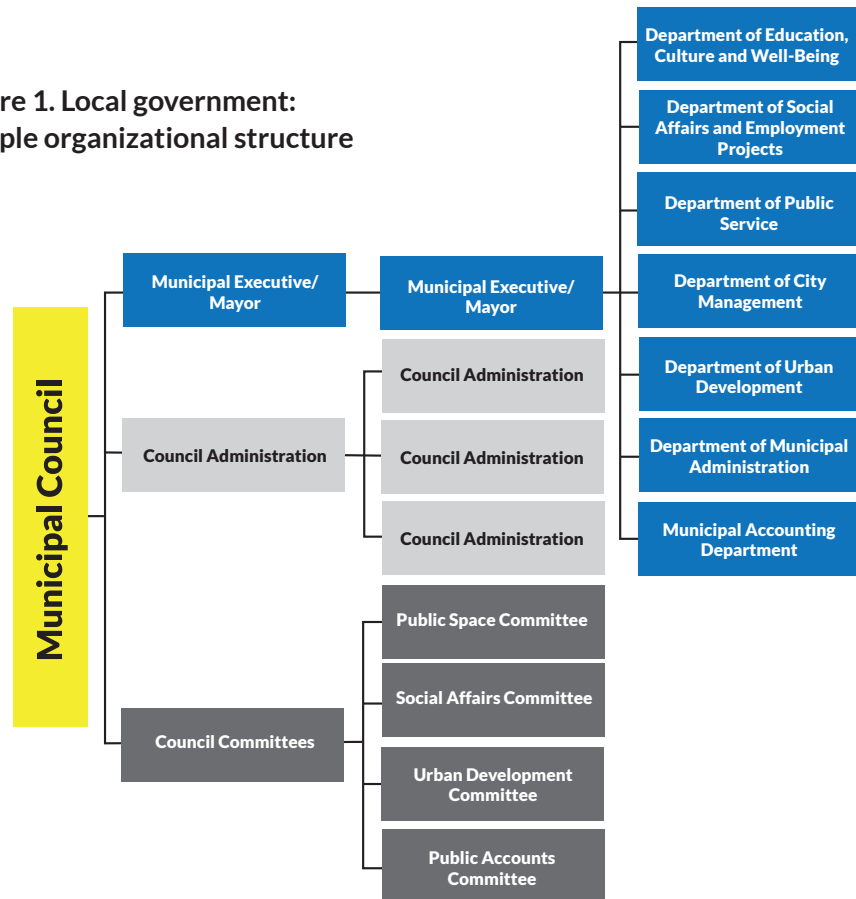 re 1. Local government:
ple organizational structure
Municipal Council
Municipal Executive/
Mayor
Council Administration
Council Committees
Municipal Executive/
Mayor
Council Administration
Council Administration
Council Administration
Public Space Committee
Social Affairs Committee
Urban Development
Committee
Public Accounts
Committee
Department of Education,
Culture and Well-Being
Department of Social
Affairs and Employment
Projects
Department of Public
Service
Department of City
Management
Department of Urban
Development
Department of Municipal
Administration
Municipal Accounting
Department